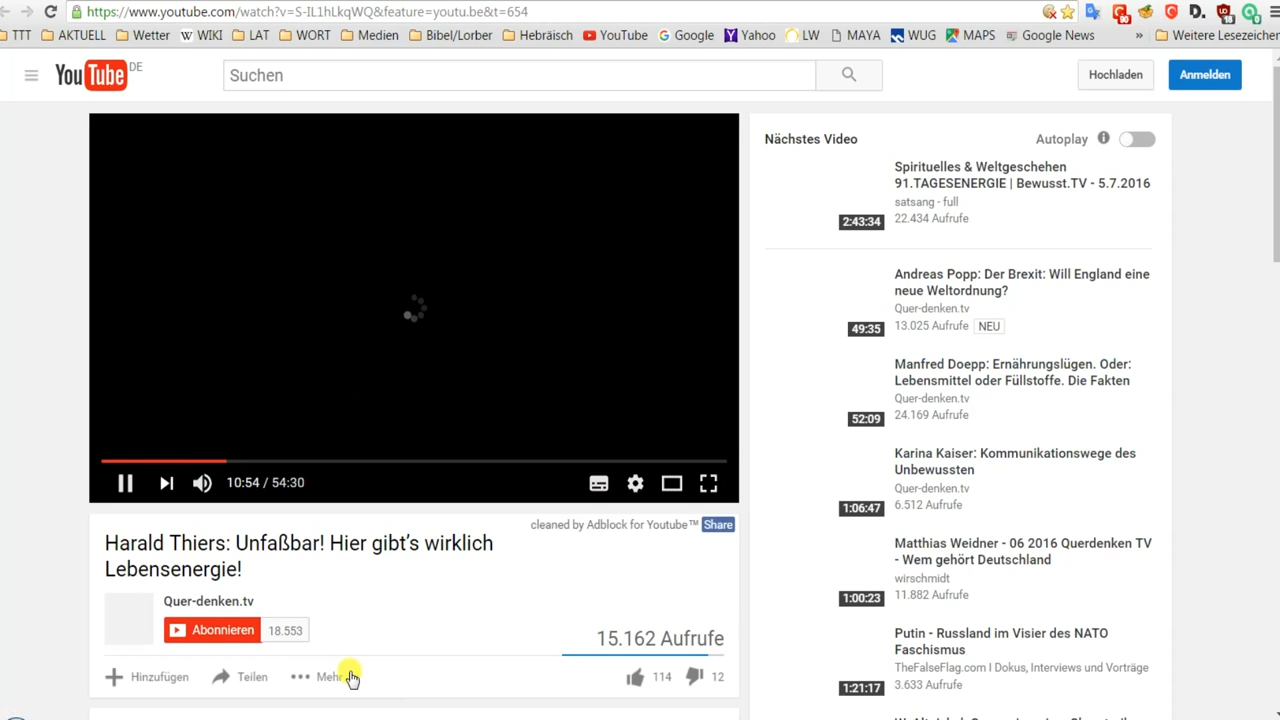 https://www.youtube.com/watch?v=S-IL1hLkqWQ&feature=youtu.be&t=654
TTT AKTUELL Wetter WIKI LAT WORT Medien Bibel/Lorber Hebräisch YouTube Google Yahoo LW MAYA WUG MAPS Google News » Weitere Lesezeichen
YouTube DE
Suchen
Hochladen
Anmelden
10:54 / 54:30
cleaned by Adblock for Youtube™ Share
Harald Thiers: Unfaßbar! Hier gibt's wirklich
Lebensenergie!
Quer-denken.tv
Abonnieren 18.553
15.162 Aufrufe
Hinzufügen Teilen Mehr
114 12
Nächstes Video
Autoplay
Spirituelles & Weltgeschehen
91.TAGESENERGIE | Bewusst.TV - 5.7.2016
satsang - full
22.434 Aufrufe
2:43:34
Andreas Popp: Der Brexit: Will England eine
neue Weltordnung?
Quer-denken.tv
13.025 Aufrufe NEU
49:35
Manfred Doepp: Ernährungslügen. Oder:
Lebensmittel oder Füllstoffe. Die Fakten
Quer-denken.tv
24.169 Aufrufe
52:09
Karina Kaiser: Kommunikationswege des
Unbewussten
Quer-denken.tv
6.512 Aufrufe
1:06:47
Matthias Weidner - 06 2016 Querdenken TV
- Wem gehört Deutschland
wirschmidt
11.882 Aufrufe
1:00:23
Putin - Russland im Visier des NATO
Faschismus
TheFalseFlag.com I Dokus, Interviews und Vorträge
3.633 Aufrufe
1:21:17